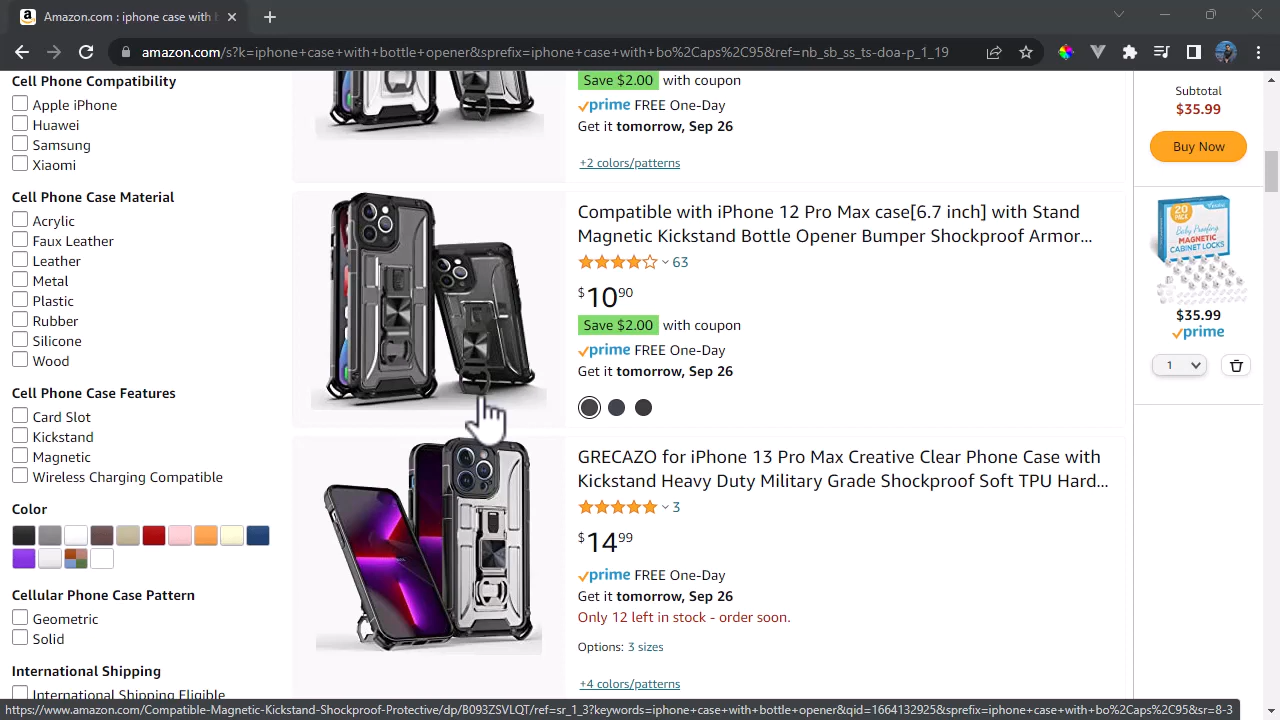 Amazon.com : iphone case with b
amazon.com/s?k=iphone+case+with+bottle+opener&sprefix=iphone+case+with+bo%2Caps%2C95&ref=nb_sb_ss_ts-doa-p_1_19
Cell Phone Compatibility
Apple iPhone
Huawei
Samsung
Xiaomi
Cell Phone Case Material
Acrylic
Faux Leather
Leather
Metal
Plastic
Rubber
Silicone
Wood
Cell Phone Case Features
Card Slot
Kickstand
Magnetic
Wireless Charging Compatible
Color
Cellular Phone Case Pattern
Geometric
Solid
International Shipping
International Shipping Eligible
Save $2.00 with coupon
prime FREE One-Day
Get it tomorrow, Sep 26
+2 colors/patterns
Compatible with iPhone 12 Pro Max case[6.7 inch] with Stand
Magnetic Kickstand Bottle Opener Bumper Shockproof Armor...
63
$10.90
Save $2.00 with coupon
prime FREE One-Day
Get it tomorrow, Sep 26
GRECAZO for iPhone 13 Pro Max Creative Clear Phone Case with
Kickstand Heavy Duty Military Grade Shockproof Soft TPU Hard...
3
$14.99
prime FREE One-Day
Get it tomorrow, Sep 26
Only 12 left in stock - order soon.
Options: 3 sizes
+4 colors/patterns
Subtotal
$35.99
Buy Now
20
PACK
Baby Proofing
MAGNETIC
CABINET LOCKS
$35.99
prime
1
https://www.amazon.com/Compatible-Magnetic-Kickstand-Shockproof-Protective/dp/B093ZSVLQT/ref=sr_1_3?keywords=iphone+case+with+bottle+opener&qid=1664132925&sprefix=iphone+case+with+bo%2Caps%2C95&sr=8-3